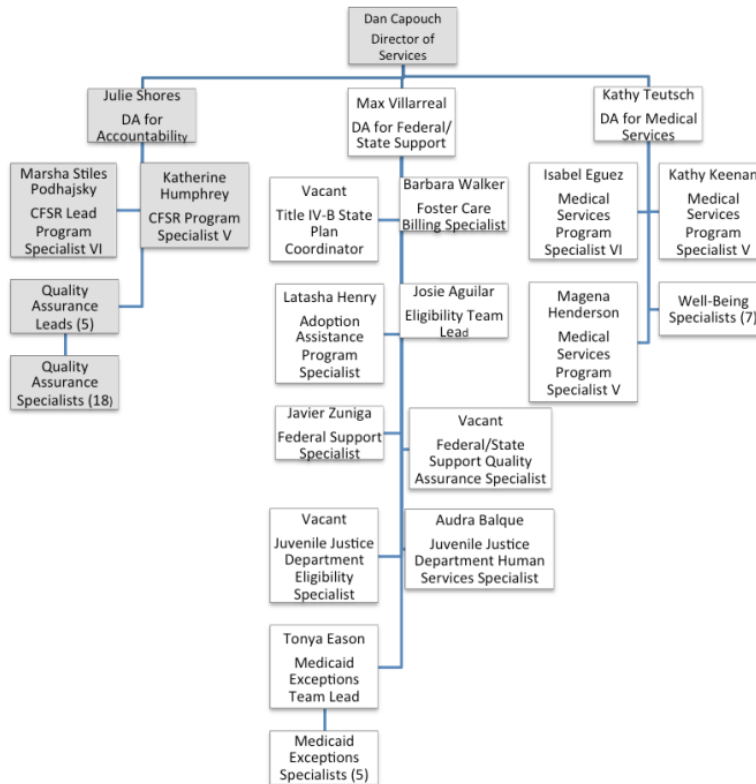 Dan Capouch
Director of
Services
Julie Shores
DA for
Accountability
Max Villarreal
DA for Federal/
State Support
Kathy Teutsch
DA for Medical
Services
Marsha Stiles
Podhajsky
CFSR Lead
Program
Specialist VI
Katherine
Humphrey
CFSR Program
Specialist V
Quality
Assurance
Leads (5)
Quality
Assurance
Specialists (18)
Vacant
Title IV-B State
Plan
Coordinator
Barbara Walker
Foster Care
Billing Specialist
Latasha Henry
Adoption
Assistance
Program
Specialist
Josie Aguilar
Eligibility Team
Lead
Javier Zuniga
Federal Support
Specialist
Vacant
Federal/State
Support Quality
Assurance Specialist
Vacant
Juvenile Justice
Department
Eligibility
Specialist
Audra Balque
Juvenile Justice
Department Human
Services Specialist
Tonya Eason
Medicaid
Exceptions
Team Lead
Medicaid
Exceptions
Specialists (5)
Isabel Eguez
Medical
Services
Program
Specialist VI
Kathy Keenan
Medical
Services
Program
Specialist V
Magena
Henderson
Medical
Services
Program
Specialist V
Well-Being
Specialists (7)